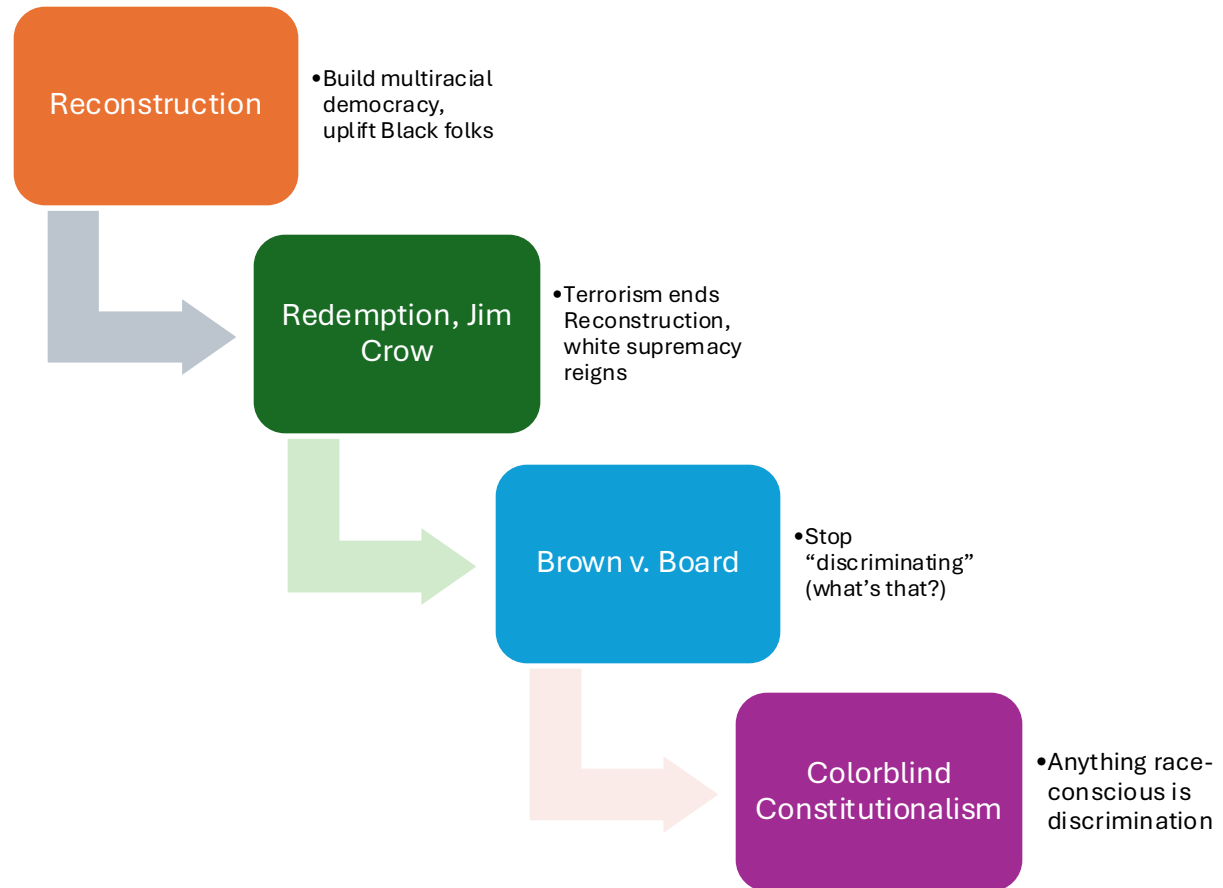 Reconstruction
•Build multiracial
democracy,
uplift Black folks
Redemption, Jim
Crow
•Terrorism ends
Reconstruction,
white supremacy
reigns
Brown v. Board
•Stop
“discriminating”
(what’s that?)
Colorblind
Constitutionalism
•Anything race-
conscious is
discrimination